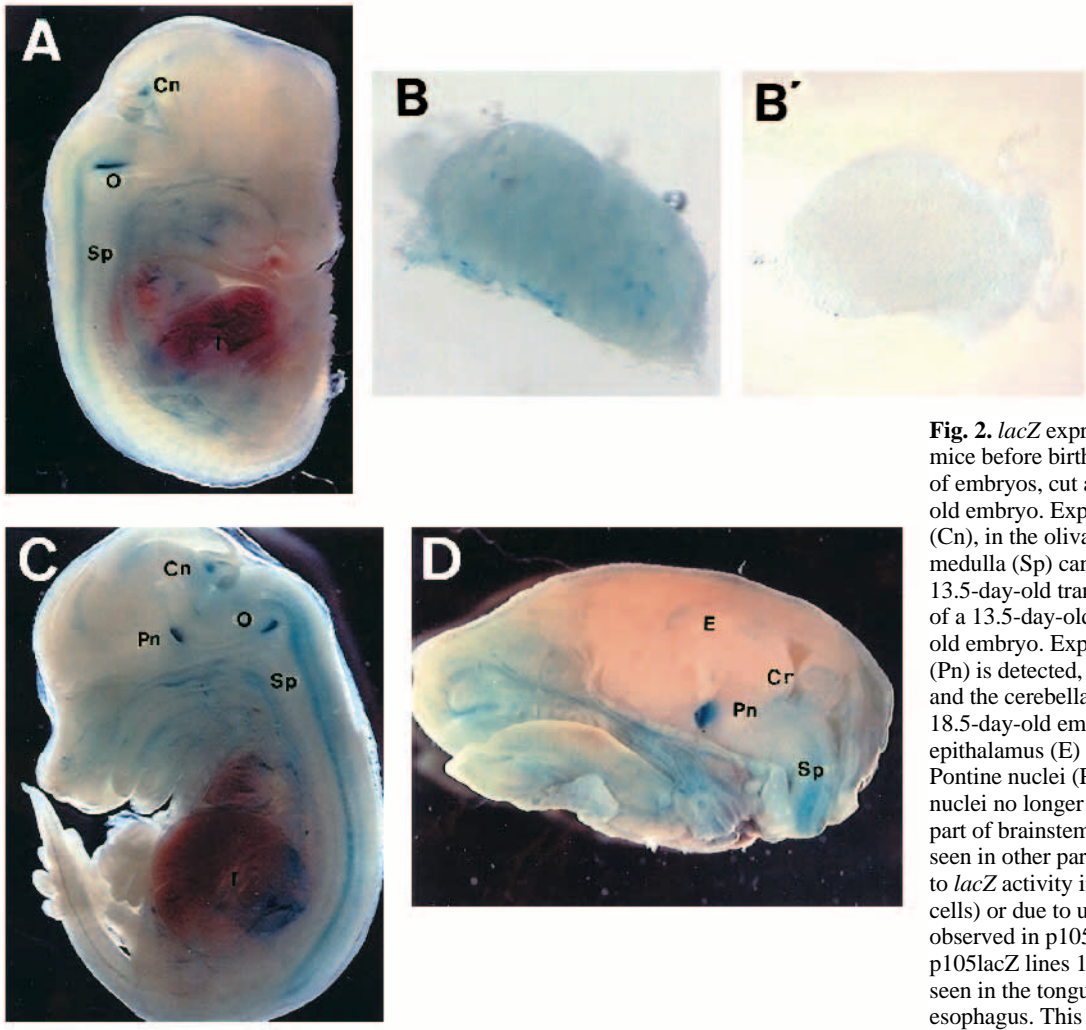 A
Cn
O
Sp
B
B´
C
Cn
Pn
O
Sp
D
E
Cr
Pn
Sp
Fig. 2. lacZ expr
mice before birth
of embryos, cut a
old embryo. Exp
(Cn), in the oliva
medulla (Sp) can
13.5-day-old tran
of a 13.5-day-old
old embryo. Exp
(Pn) is detected,
and the cerebella
18.5-day-old em
epithalamus (E)
Pontine nuclei (P
nuclei no longer
part of brainstem
seen in other par
to lacZ activity i
cells) or due to u
observed in p105
p105lacZ lines 1
seen in the tongu
esophagus. This